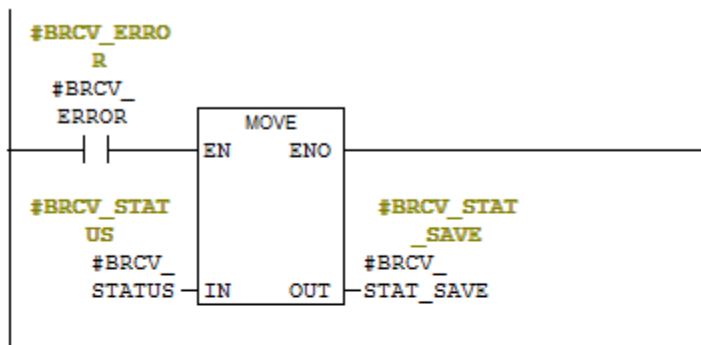 #BRCV_ERRO
R
#BRCV_
ERROR
MOVE
EN ENO
#BRCV_STAT
US
#BRCV_STAT
_SAVE
#BRCV_
STATUS
#BRCV_
STAT_SAVE
IN OUT